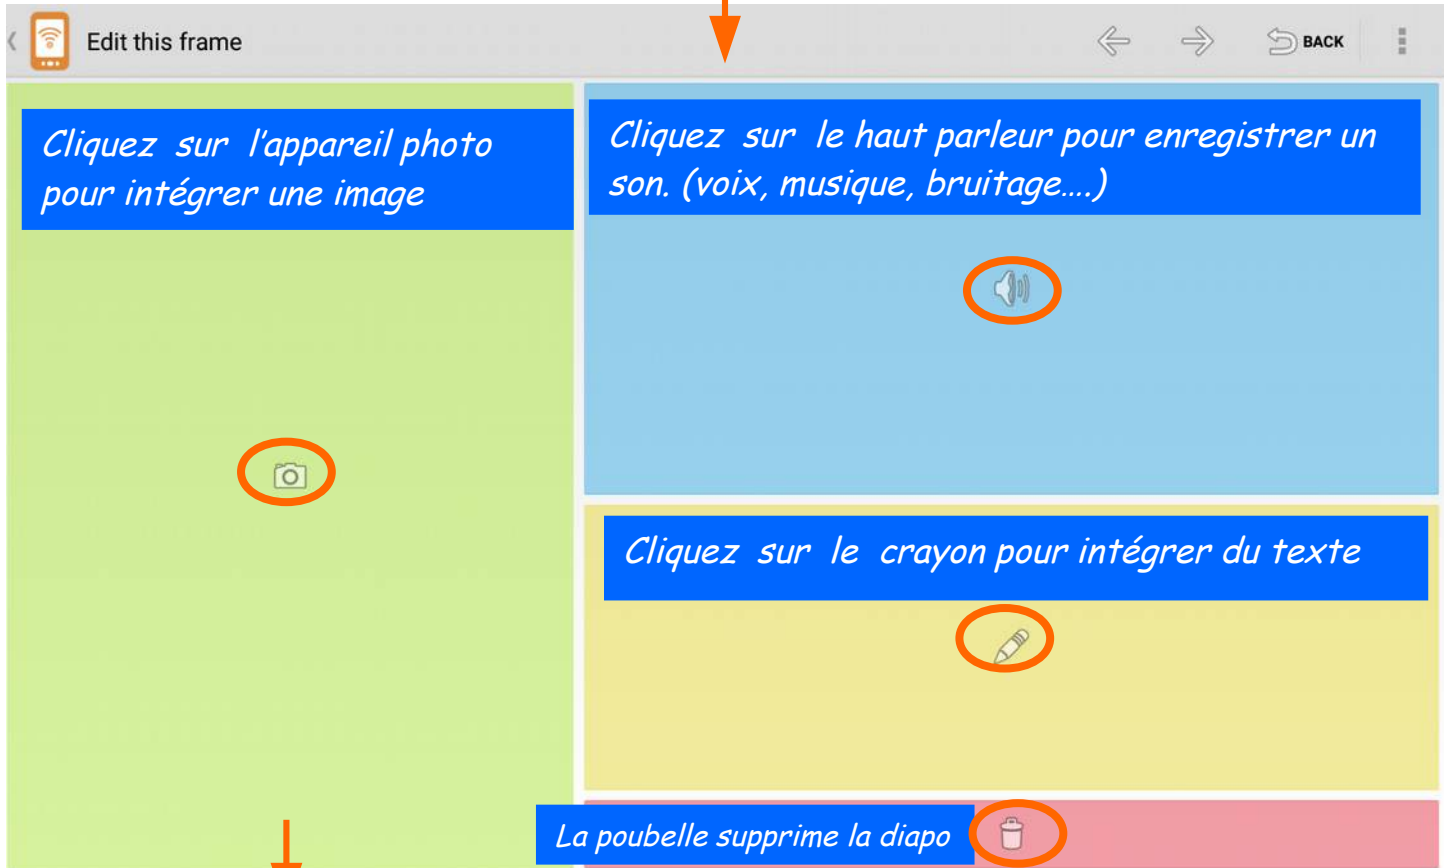 Edit this frame
BACK
Cliquez sur l'appareil photo
pour intégrer une image
Cliquez sur le haut parleur pour enregistrer un
son. (voix, musique, bruitage....)
Cliquez sur le crayon pour intégrer du texte
La poubelle supprime la diapo